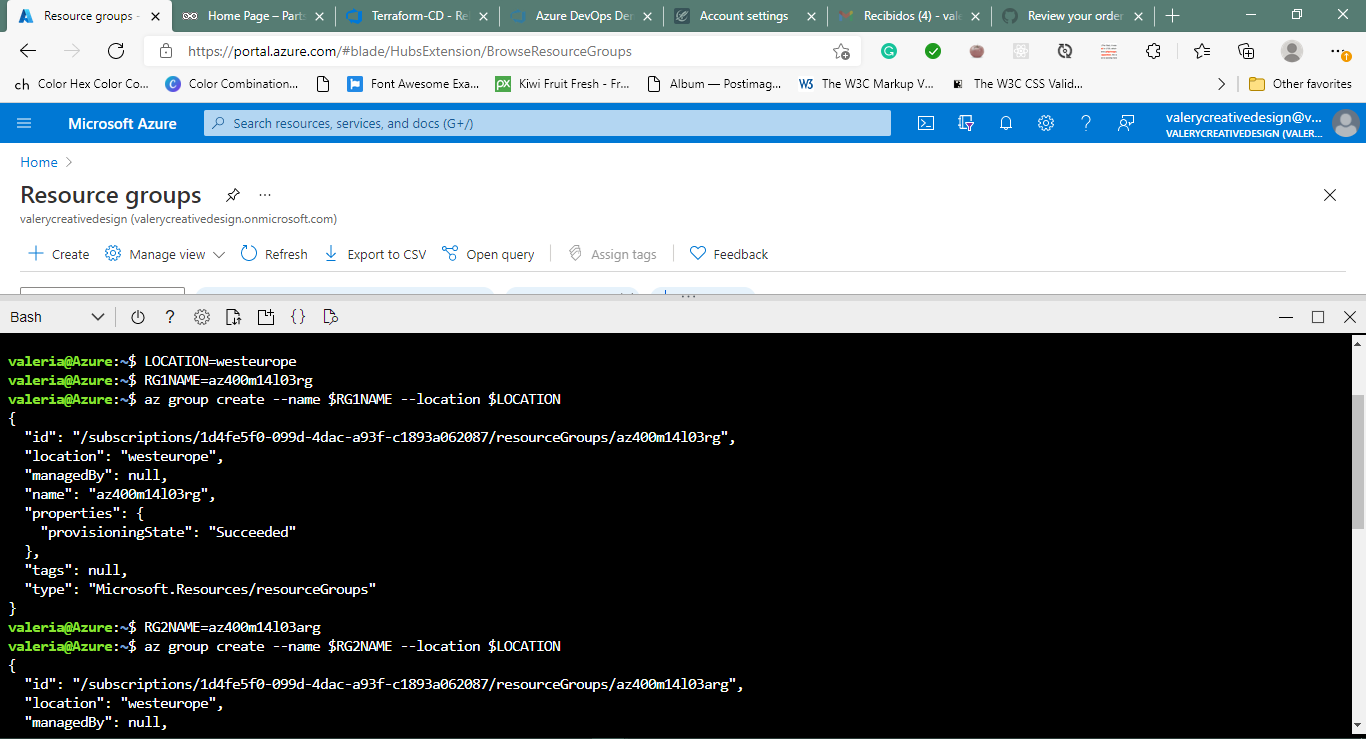 Resource groups -
Home Page – Parts
Terraform-CD - Re
Azure DevOps Der
Account settings
Recibidos (4) - vale
Review your order
https://portal.azure.com/#blade/HubsExtension/BrowseResourceGroups
ch Color Hex Color Co...
C Color Combination...
Font Awesome Exa...
px Kiwi Fruit Fresh - Fr...
Album — Postimag...
W3 The W3C Markup V...
The W3C CSS Valid...
Other favorites
Microsoft Azure
Search resources, services, and docs (G+/)
valerycreativedesign@v...
VALERYCREATIVEDESIGN (VALER...
Home >
Resource groups
valerycreativedesign (valerycreativedesign.onmicrosoft.com)
Create
Manage view
Refresh
Export to CSV
Open query
Assign tags
Feedback
Bash
valeria@Azure:~$ LOCATION=westeurope
valeria@Azure:~$ RG1NAME=az400m14l03rg
valeria@Azure:~$ az group create --name $RG1NAME --location $LOCATION
{
"id": "/subscriptions/1d4fe5f0-099d-4dac-a93f-c1893a062087/resourceGroups/az400m14l03rg",
"location": "westeurope",
"managedBy": null,
"name": "az400m14l03rg",
"properties": {
"provisioningState": "Succeeded"
},
"tags": null,
"type": "Microsoft.Resources/resourceGroups"
}
valeria@Azure:~$ RG2NAME=az400m14l03arg
valeria@Azure:~$ az group create --name $RG2NAME --location $LOCATION
{
"id": "/subscriptions/1d4fe5f0-099d-4dac-a93f-c1893a062087/resourceGroups/az400m14l03arg",
"location": "westeurope",
"managedBy": null,